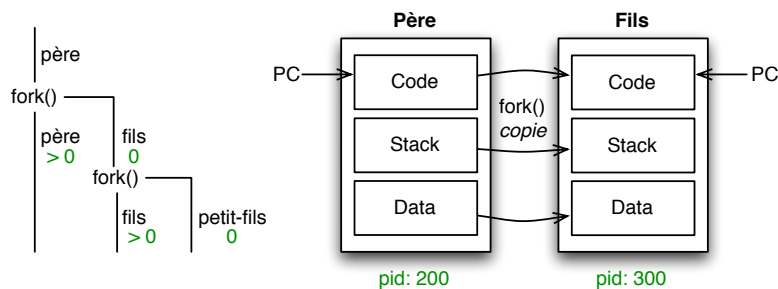 père
fork()
père
> 0
fils
0
fork()
fils
> 0
petit-fils
0
Père
Fils
PC
Code
Code
PC
fork()
copie
Stack
Stack
Data
Data
pid: 200
pid: 300